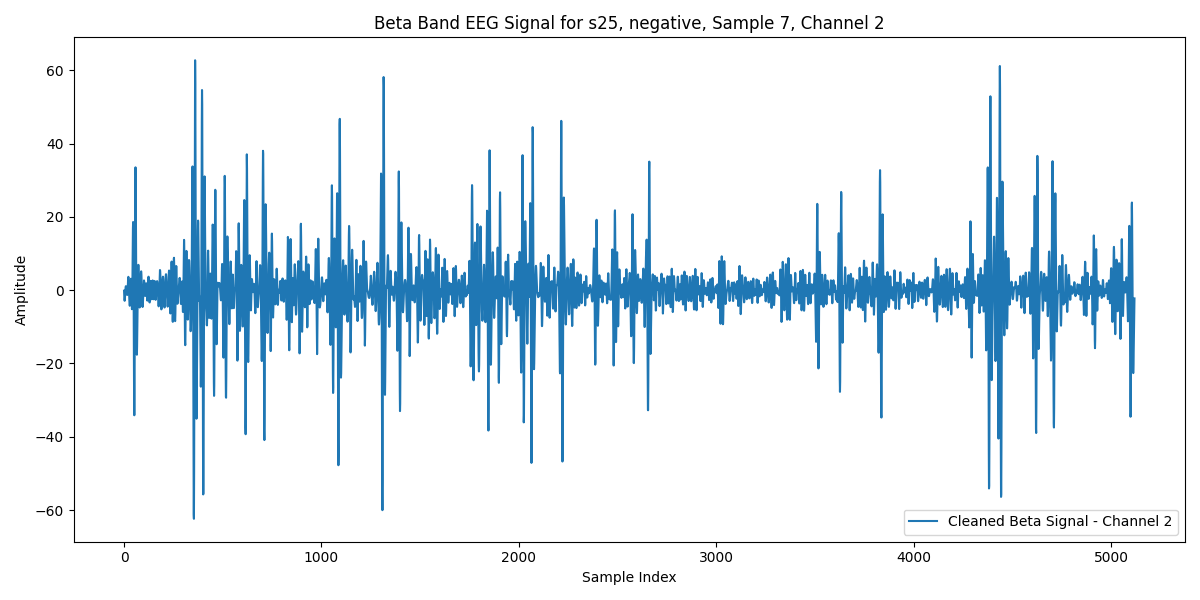 Beta Band EEG Signal for s25, negative, Sample 7, Channel 2
60
40
20
0
−20
−40
−60
Amplitude
0 1000 2000 3000 4000 5000
Sample Index
Cleaned Beta Signal - Channel 2